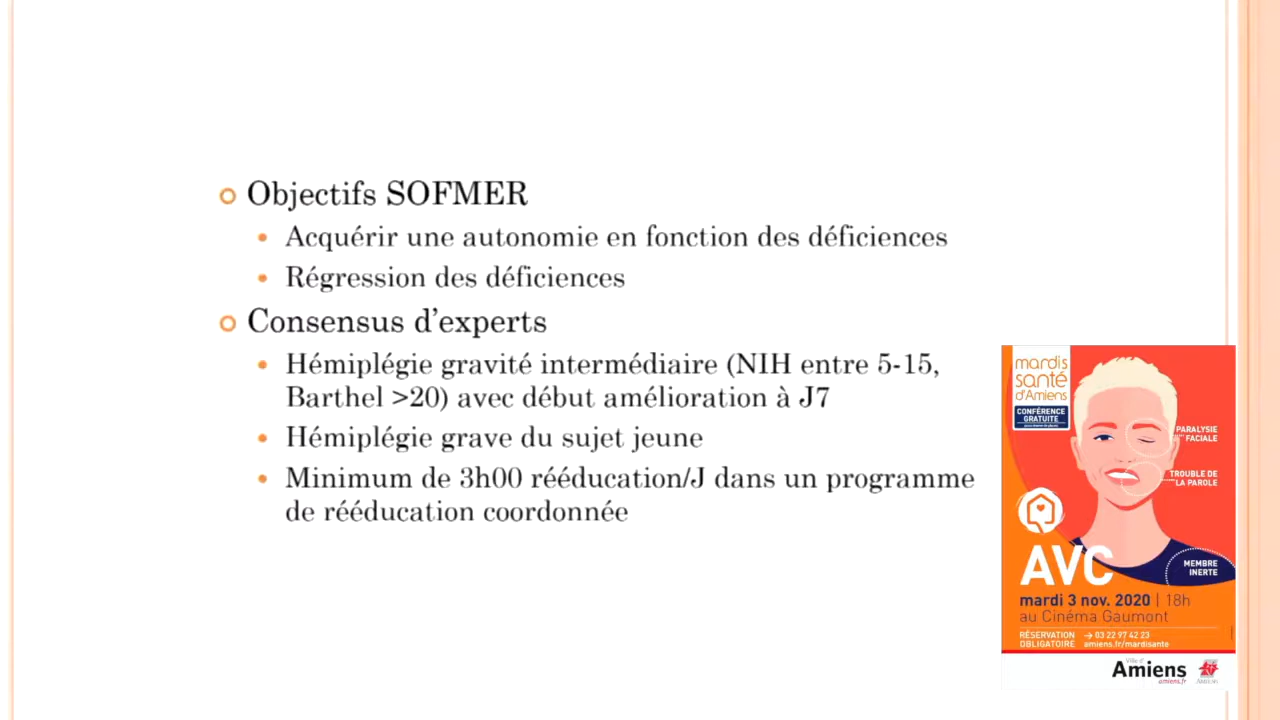 Objectifs SOFMER
Acquérir une autonomie en fonction des déficiences
Régression des déficiences
Consensus d’experts
Hémiplégie gravité intermédiaire (NIH entre 5-15,
Barthel >20) avec début amélioration à J7
Hémiplégie grave du sujet jeune
Minimum de 3h00 rééducation/J dans un programme
de rééducation coordonnée
mardis
santé
d'Amiens
CONFÉRENCE
GRATUITE
PARALYSIE
FACIALE
TROUBLE DE
LA PAROLE
AVC
MEMBRE
INERTE
mardi 3 nov. 2020 | 18h
au Cinéma Gaumont
RÉSERVATION → 03 22 97 42 23
OBLIGATOIRE amiens.fr/mardisante
Ville d'
Amiens
amiens.fr